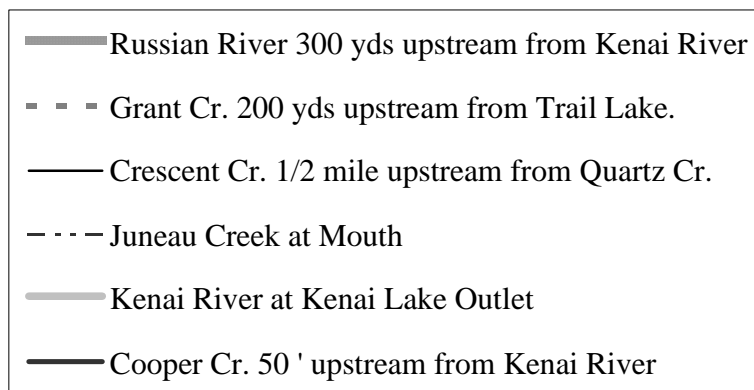 Russian River 300 yds upstream from Kenai River
Grant Cr. 200 yds upstream from Trail Lake.
Crescent Cr. 1/2 mile upstream from Quartz Cr.
Juneau Creek at Mouth
Kenai River at Kenai Lake Outlet
Cooper Cr. 50 ' upstream from Kenai River